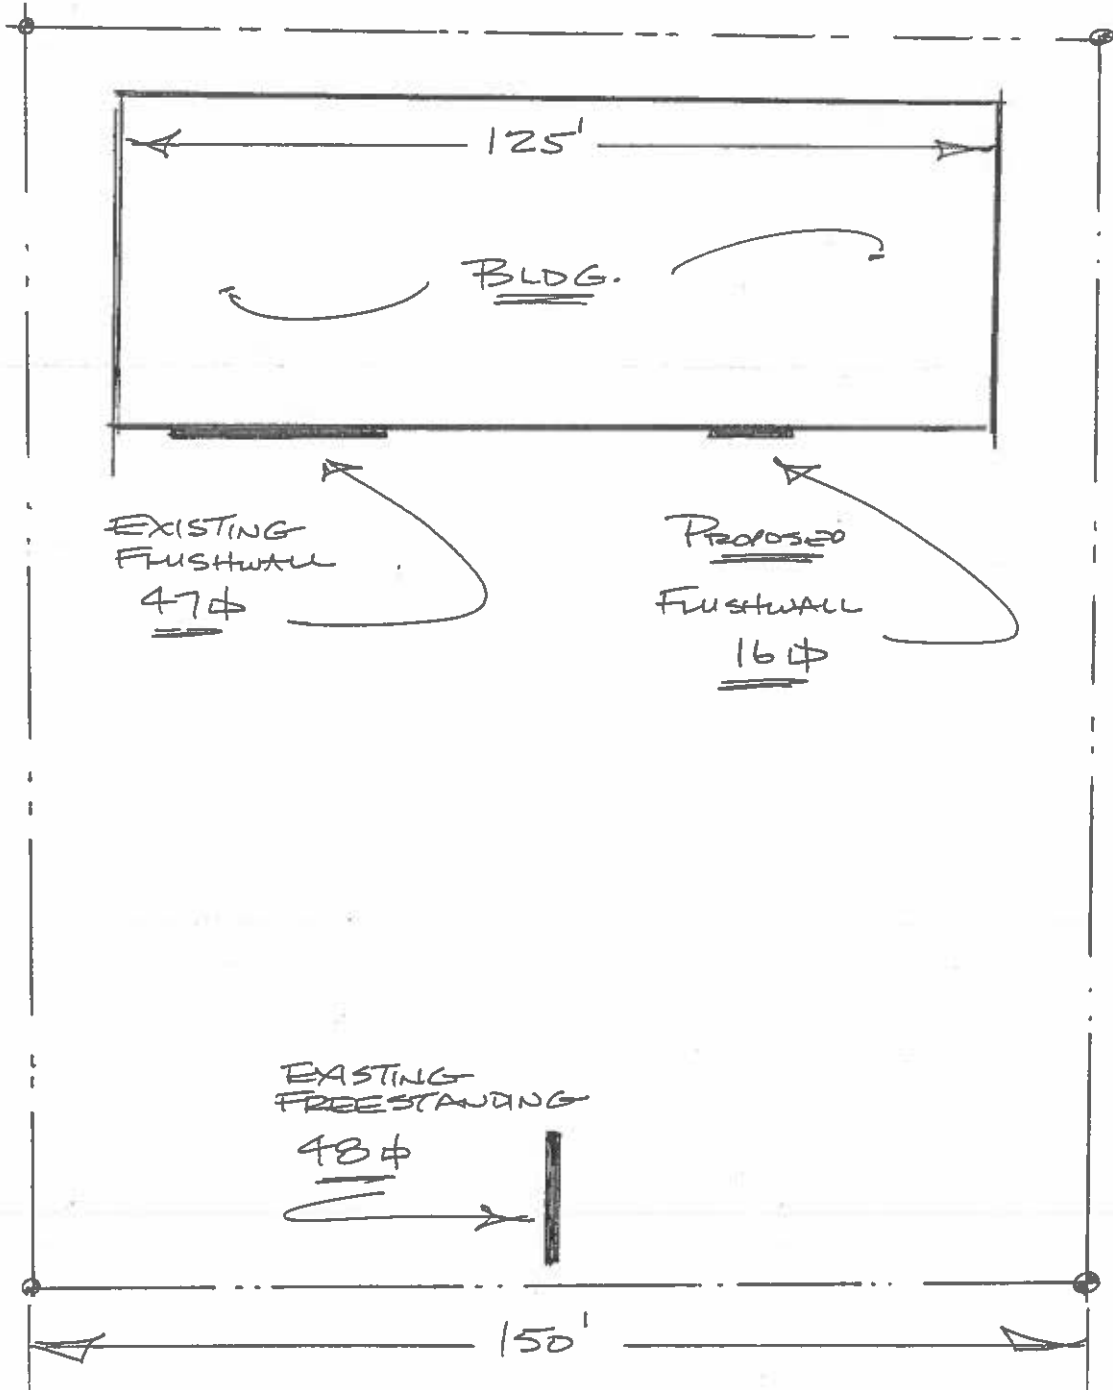 125'
BLDG.
EXISTING
FLUSHWALL
47⌷
PROPOSED
FLUSHWALL
16⌷
EXISTING
FREESTANDING
48⌷
150'